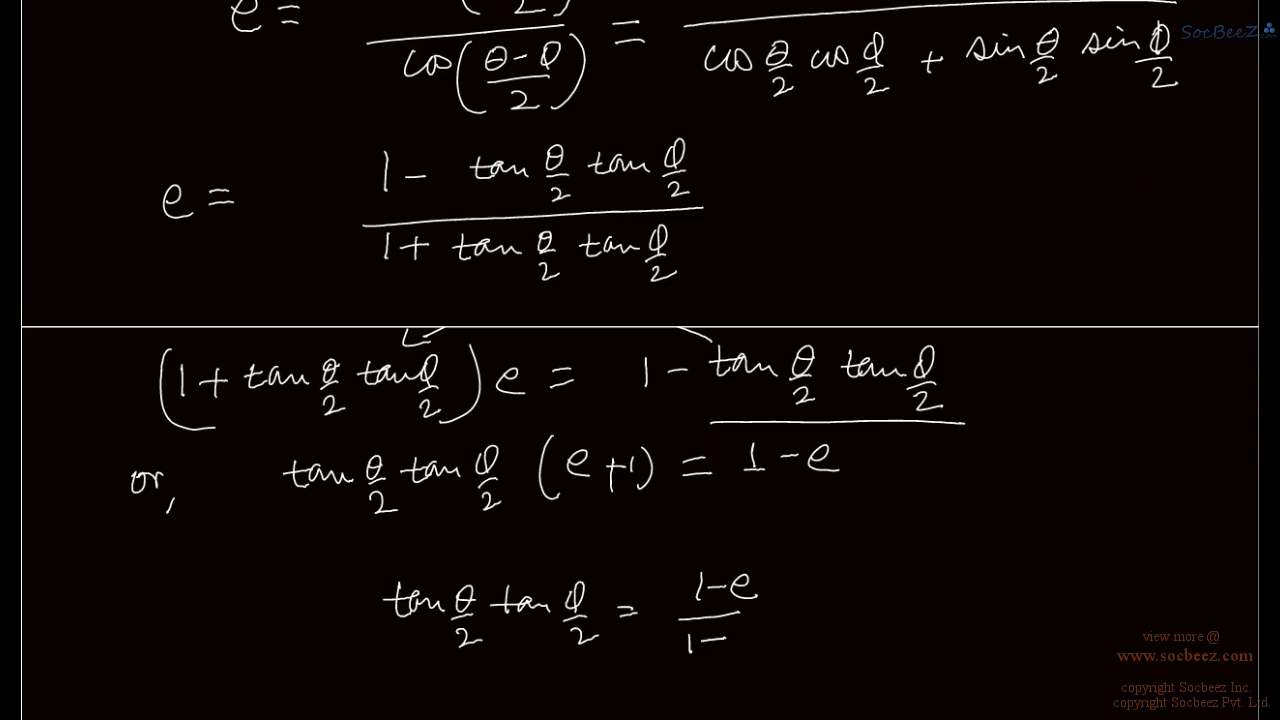 e = 2) / cos((θ-φ)/2) = / cos θ/2 cos φ/2 + sin θ/2 sin φ/2
SocBeeZ
e = (1 - tan θ/2 tan φ/2) / (1 + tan θ/2 tan φ/2)
(1 + tan θ/2 tan φ/2) e = 1 - tan θ/2 tan φ/2
or, tan θ/2 tan φ/2 (e+1) = 1 - e
tan θ/2 tan φ/2 = 1-e / 1-
view more @
www.socbeez.com
copyright Socbeez Inc.
copyright Socbeez Pvt. Ltd.